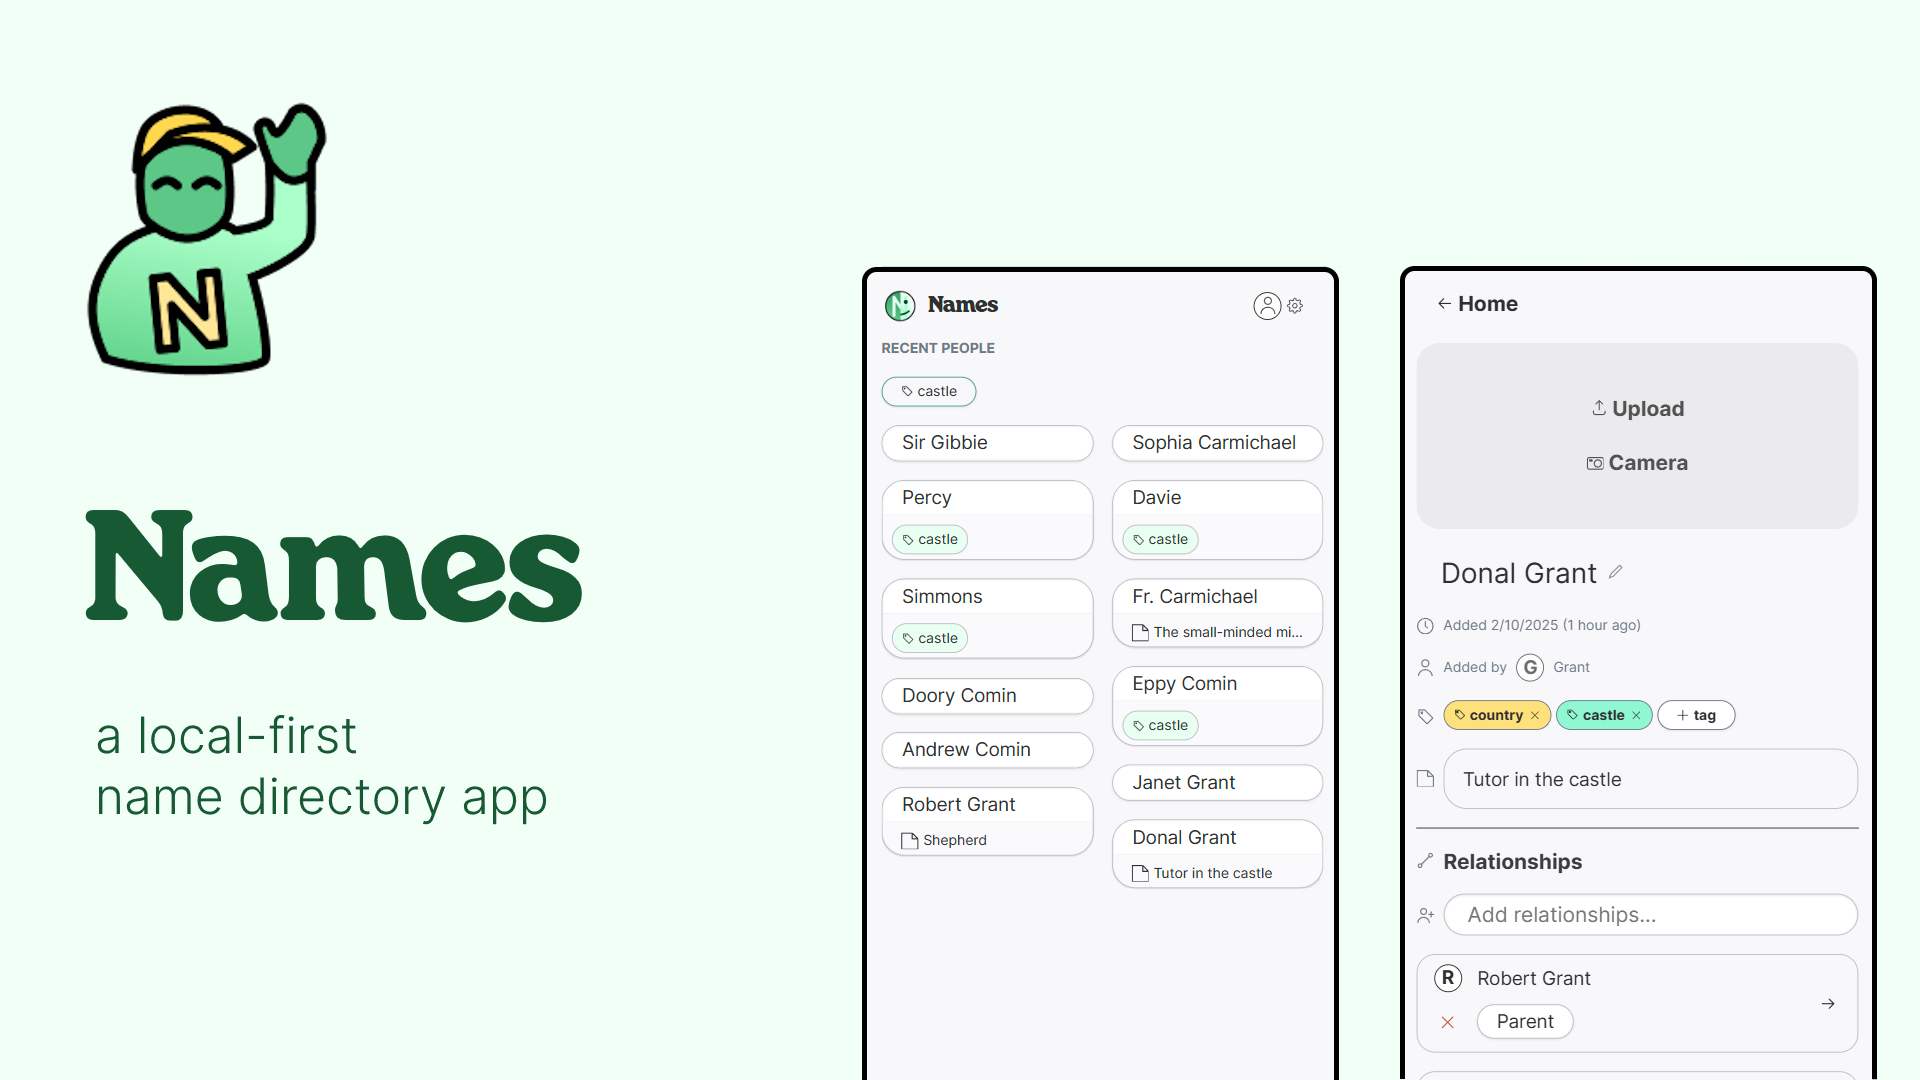 N
Names
a local-first
name directory app
Names
RECENT PEOPLE
castle
Sir Gibbie
Percy
castle
Simmons
castle
Doory Comin
Andrew Comin
Robert Grant
Shepherd
Sophia Carmichael
Davie
castle
Fr. Carmichael
The small-minded mi...
Eppy Comin
castle
Janet Grant
Donal Grant
Tutor in the castle
← Home
Upload
Camera
Donal Grant
Added 2/10/2025 (1 hour ago)
Added by G Grant
country × castle × + tag
Tutor in the castle
Relationships
Add relationships...
R Robert Grant
Parent